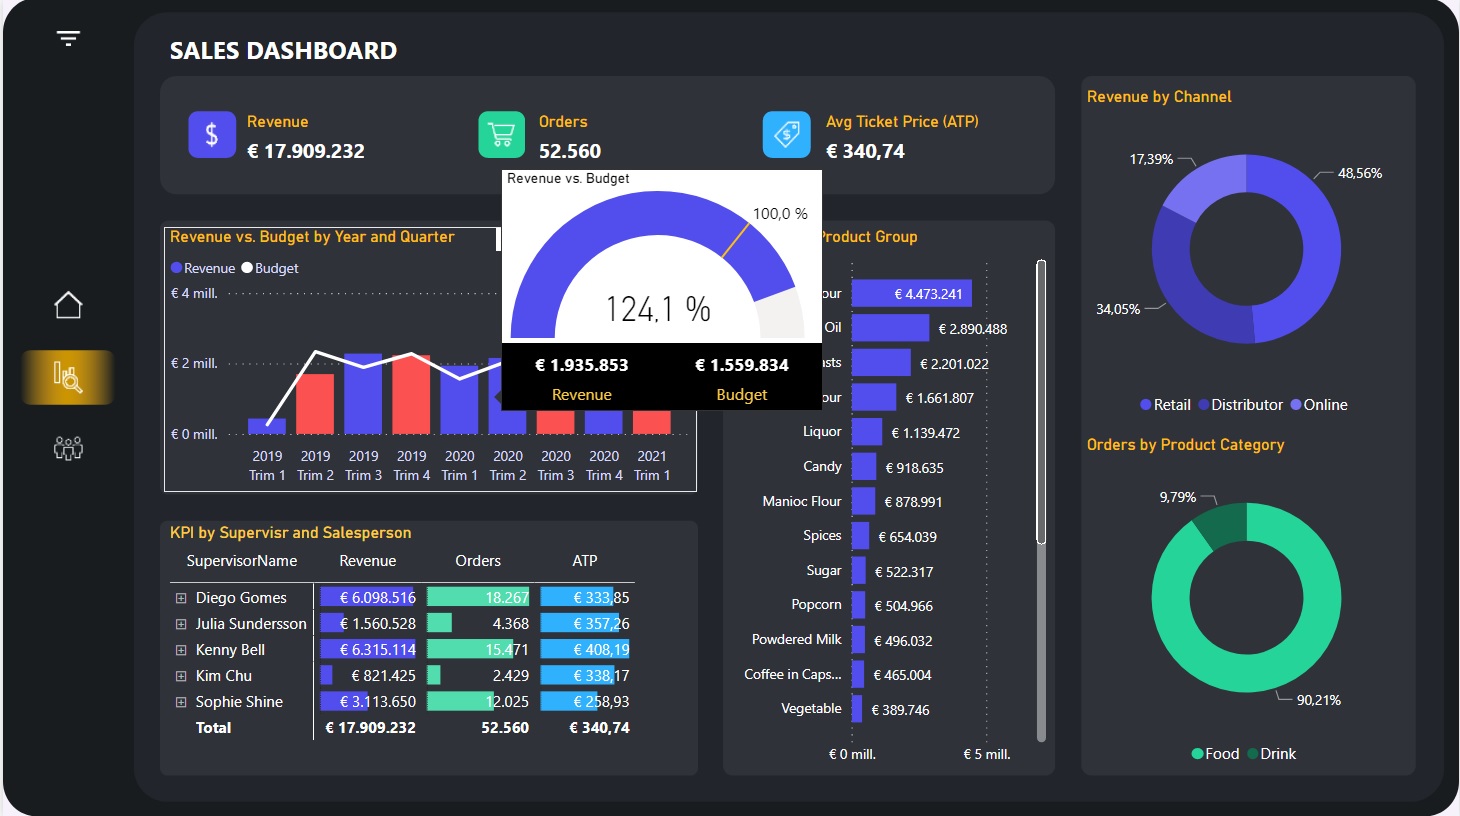 SALES DASHBOARD
Revenue
€ 17.909.232
Orders
52.560
Avg Ticket Price (ATP)
€ 340,74
Revenue vs. Budget by Year and Quarter
Revenue Budget
€ 4 mill.
€ 2 mill.
€ 0 mill.
2019 2019 2019 2019 2020 2020 2020 2020 2021
Trim 1 Trim 2 Trim 3 Trim 4 Trim 1 Trim 2 Trim 3 Trim 4 Trim 1
Revenue vs. Budget
100,0 %
124,1 %
€ 1.935.853 € 1.559.834
Revenue Budget
KPI by Supervisr and Salesperson
SupervisorName Revenue Orders ATP
Diego Gomes € 6.098.516 18.267 € 333,85
Julia Sundersson € 1.560.528 4.368 € 357,26
Kenny Bell € 6.315.114 15.471 € 408,19
Kim Chu € 821.425 2.429 € 338,17
Sophie Shine € 3.113.650 12.025 € 258,93
Total € 17.909.232 52.560 € 340,74
Product Group
our € 4.473.241
Oil € 2.890.488
sts € 2.201.022
our € 1.661.807
Liquor € 1.139.472
Candy € 918.635
Manioc Flour € 878.991
Spices € 654.039
Sugar € 522.317
Popcorn € 504.966
Powdered Milk € 496.032
Coffee in Caps... € 465.004
Vegetable € 389.746
€ 0 mill. € 5 mill.
Revenue by Channel
17,39%
48,56%
34,05%
Retail Distributor Online
Orders by Product Category
9,79%
90,21%
Food Drink